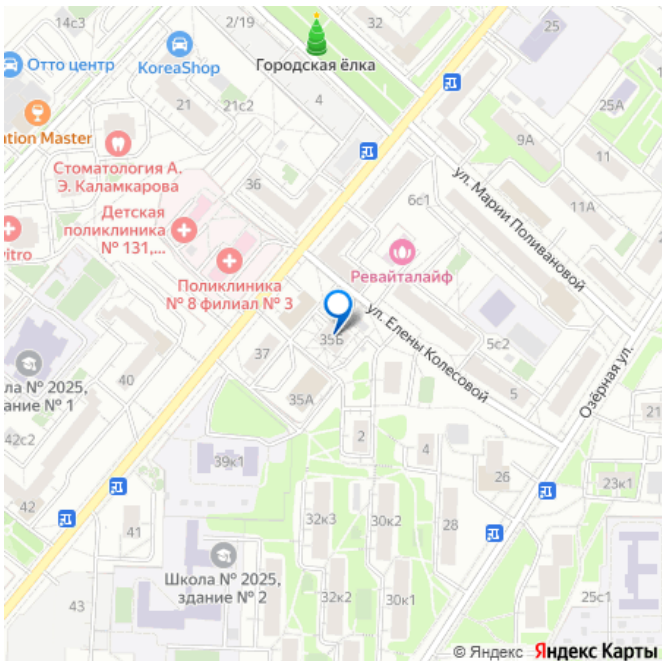 14с3
2/19
32
25
Отто центр
KoreaShop
Городская ёлка
21
21с2
4
25А
ation Master
9А
11
Стоматология А.
Э. Каламкарова
36
6с1
ул. Марии Поливановой
11А
Детская
поликлиника
№ 131,...
vitro
Поликлиника
№ 8 филиал № 3
Ревайталайф
ул. Елены Колесовой
35Б
5с2
37
40
ла № 2025,
ание № 1
35А
5
Озёрная ул.
21
42с2
2
4
39к1
26
23к1
42
41
32к3
30к2
28
Школа № 2025,
здание № 2
43
32к2
30к1
25с1
© Яндекс Яндекс Карты